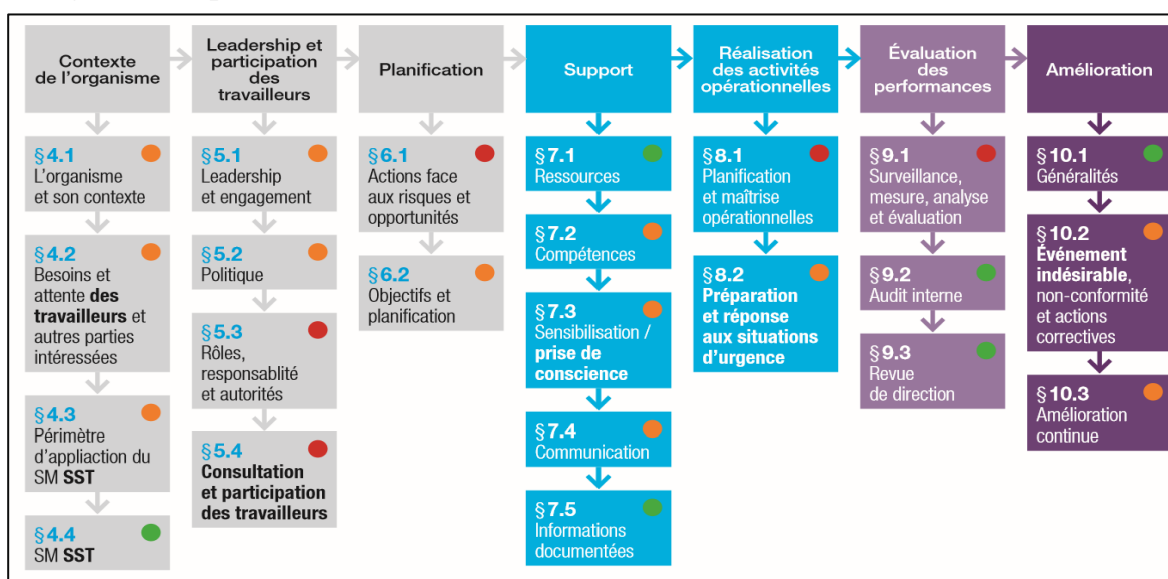 Contexte
de l'organisme
Leadership et
participation
des
travailleurs
Planification
Support
Réalisation
des activités
opérationnelles
Évaluation
des
performances
Amélioration
§ 4.1
L'organisme
et son contexte
§ 4.2
Besoins et
attente des
travailleurs et
autres parties
intéressées
§ 4.3
Périmètre
d'appliaction du
SM SST
§ 4.4
SM SST
§ 5.1
Leadership
et engagement
§ 5.2
Politique
§ 5.3
Rôles,
responsablité
et autorités
§ 5.4
Consultation
et participation
des travailleurs
§ 6.1
Actions face
aux risques et
opportunités
§ 6.2
Objectifs et
planification
§ 7.1
Ressources
§ 7.2
Compétences
§ 7.3
Sensibilisation /
prise de
conscience
§ 7.4
Communication
§ 7.5
Informations
documentées
§ 8.1
Planification
et maîtrise
opérationnelles
§ 8.2
Préparation
et réponse
aux situations
d'urgence
§ 9.1
Surveillance,
mesure, analyse
et évaluation
§ 9.2
Audit interne
§ 9.3
Revue
de direction
§ 10.1
Généralités
§ 10.2
Événement
indésirable,
non-conformité
et actions
correctives
§ 10.3
Amélioration
continue